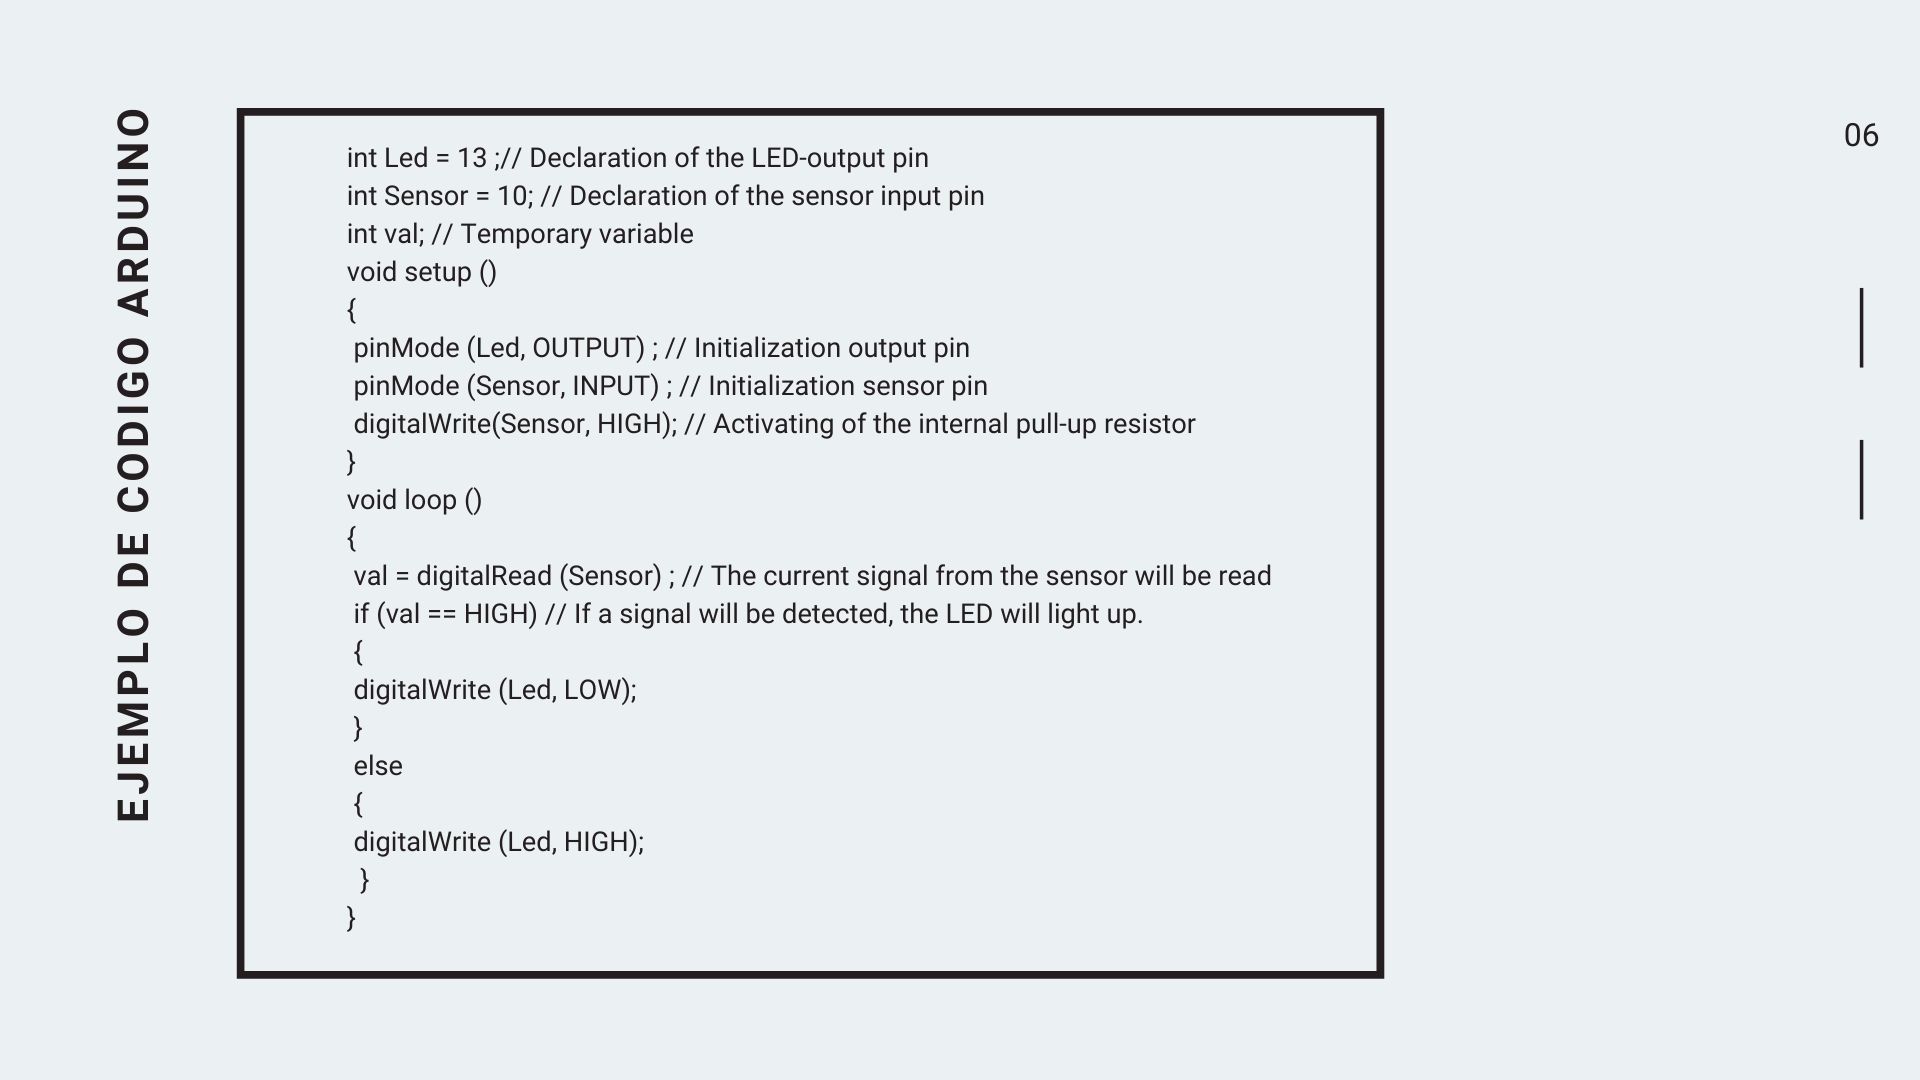 EJEMPLO DE CODIGO ARDUINO
int Led = 13 ;// Declaration of the LED-output pin
int Sensor = 10; // Declaration of the sensor input pin
int val; // Temporary variable
void setup ()
{
pinMode (Led, OUTPUT) ; // Initialization output pin
pinMode (Sensor, INPUT) ; // Initialization sensor pin
digitalWrite(Sensor, HIGH); // Activating of the internal pull-up resistor
}
void loop ()
{
val = digitalRead (Sensor) ; // The current signal from the sensor will be read
if (val == HIGH) // If a signal will be detected, the LED will light up.
{
digitalWrite (Led, LOW);
}
else
{
digitalWrite (Led, HIGH);
}
}
06